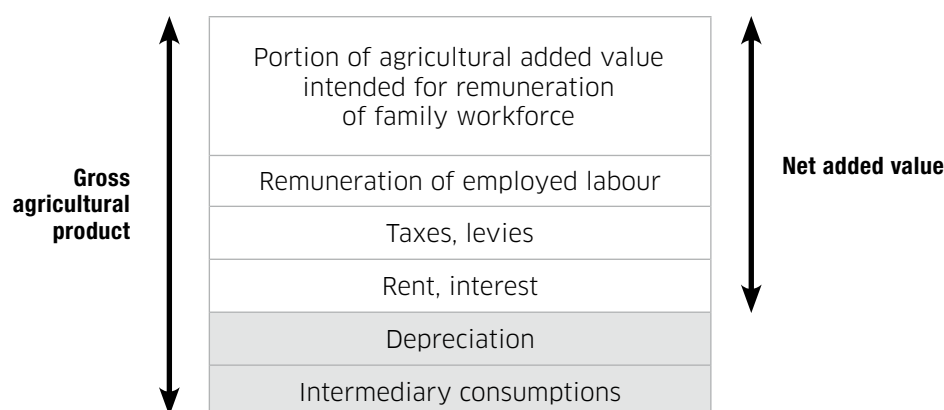 Portion of agricultural added value
intended for remuneration
of family workforce
Gross
agricultural
product
Remuneration of employed labour
Net added value
Taxes, levies
Rent, interest
Depreciation
Intermediary consumptions